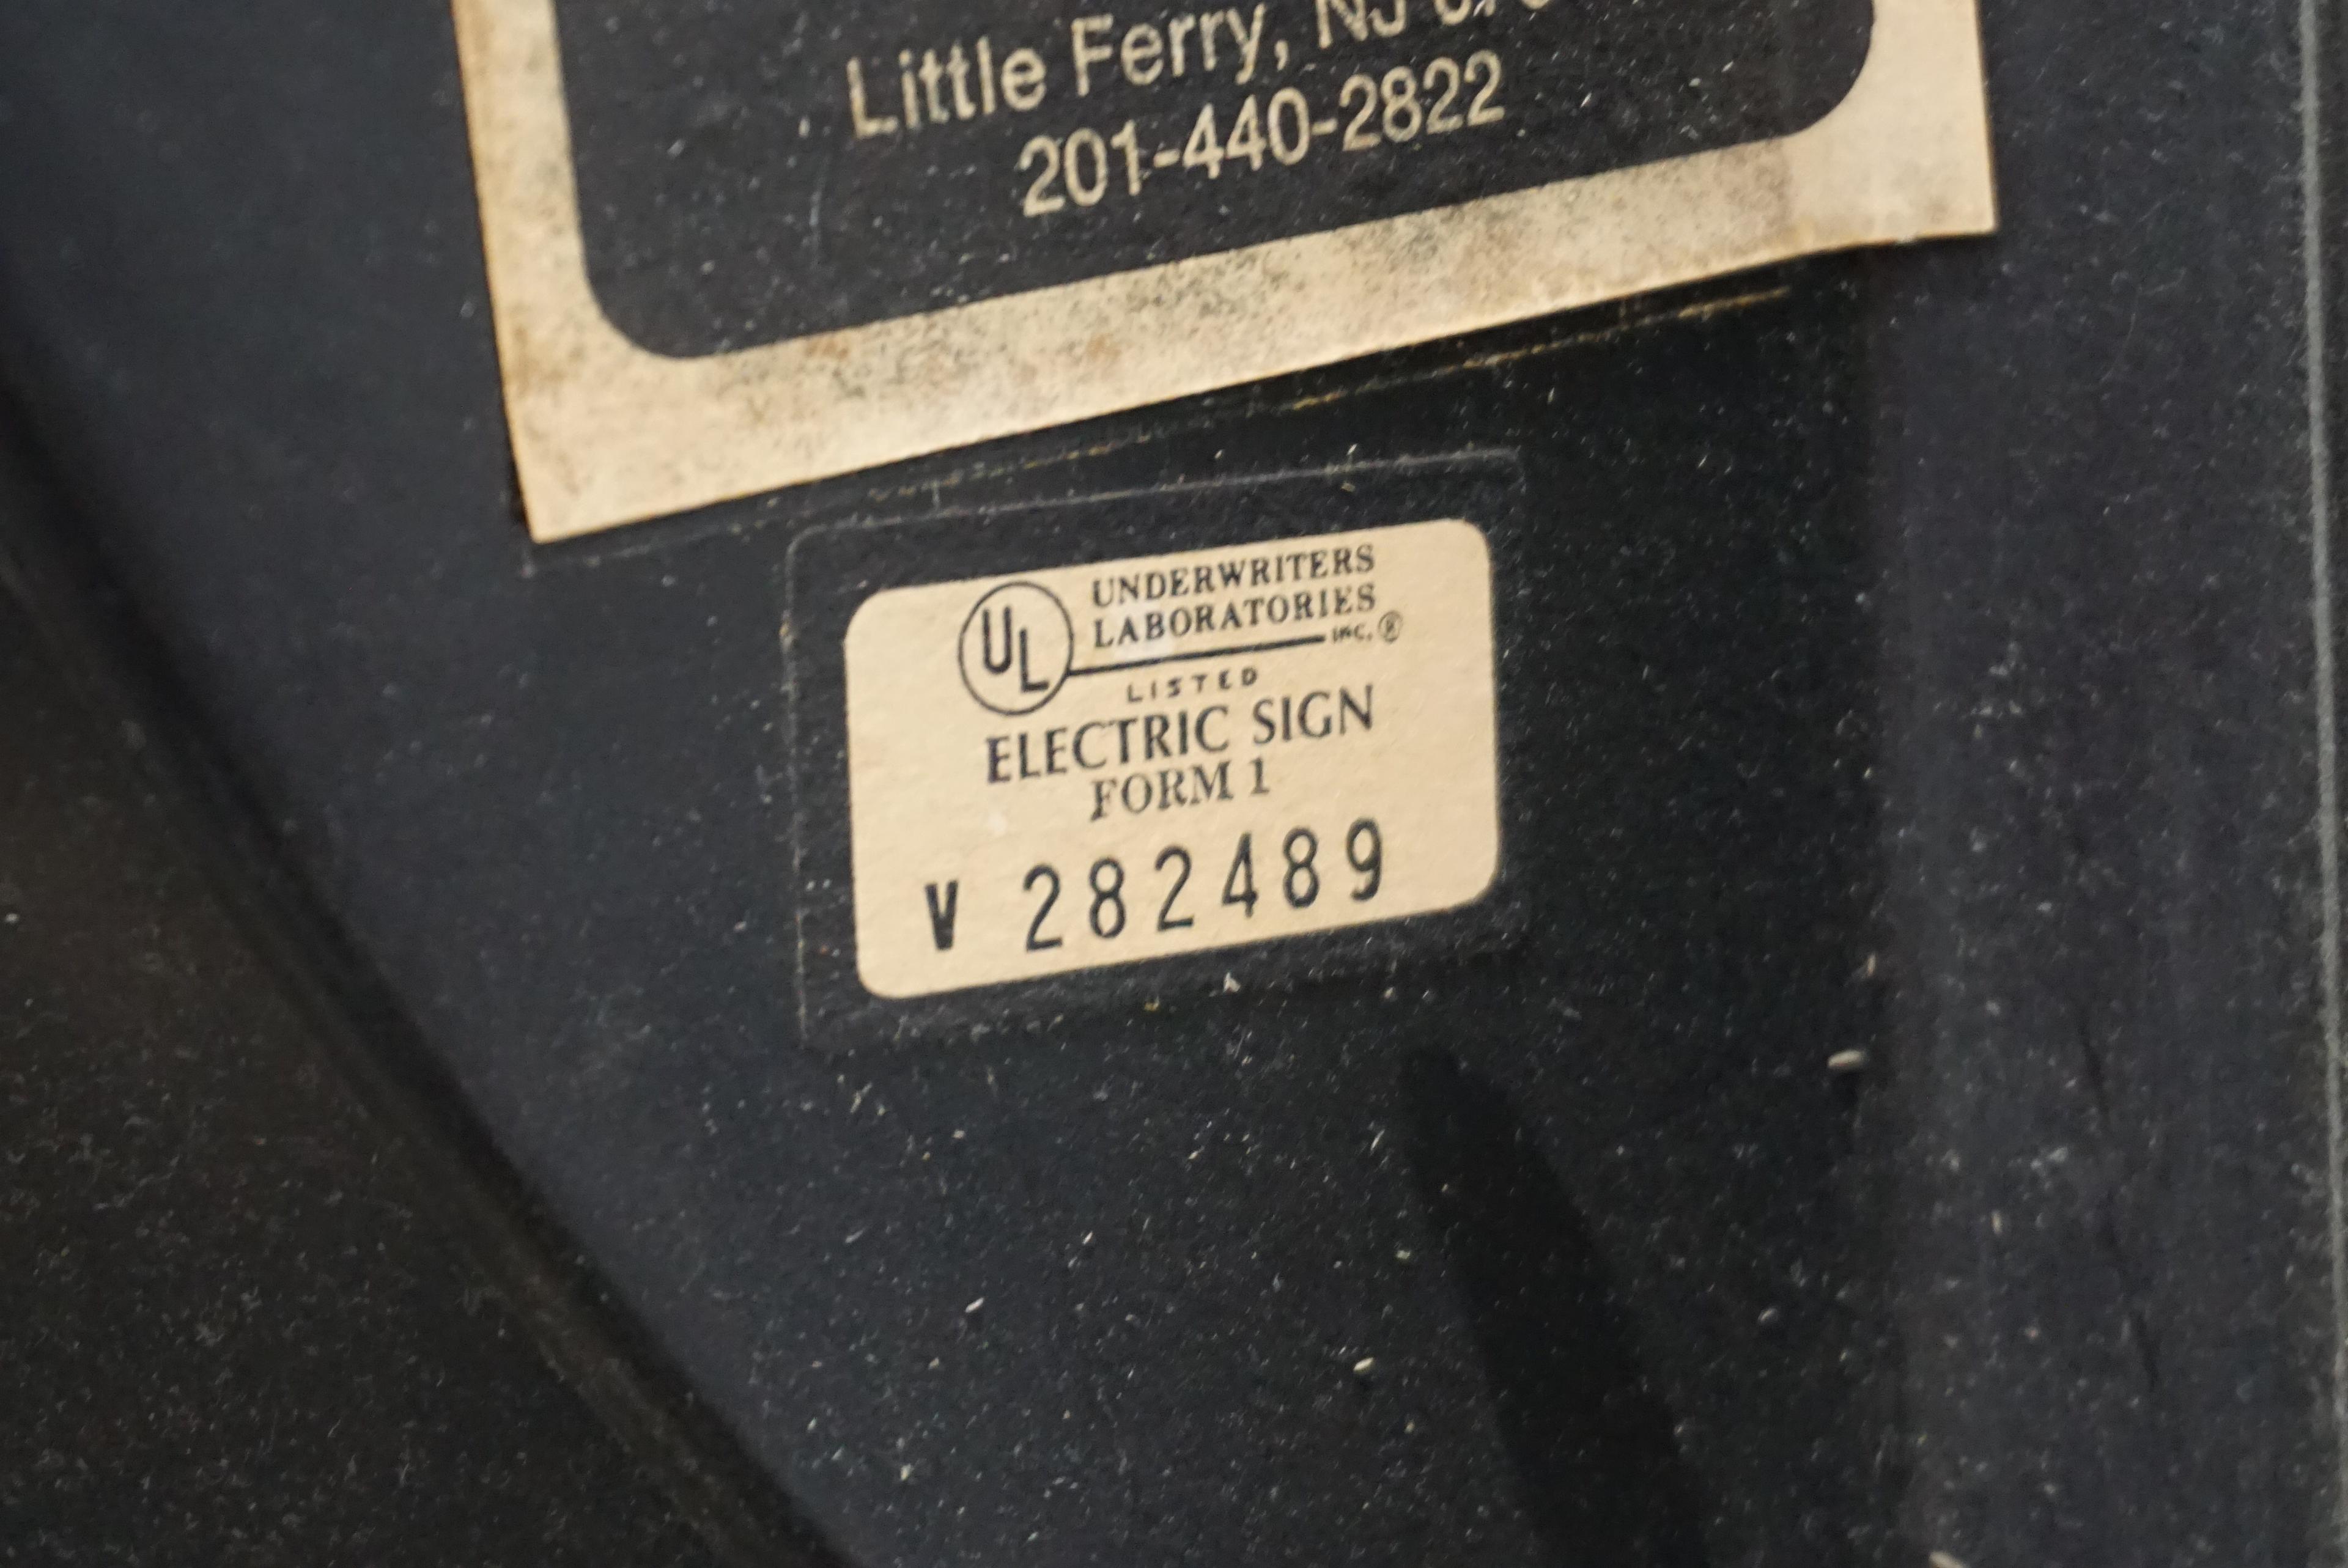 Little Ferry, NJ
201-440-2822
UL
UNDERWRITERS
LABORATORIES
INC.®
LISTED
ELECTRIC SIGN
FORM 1
V 282489